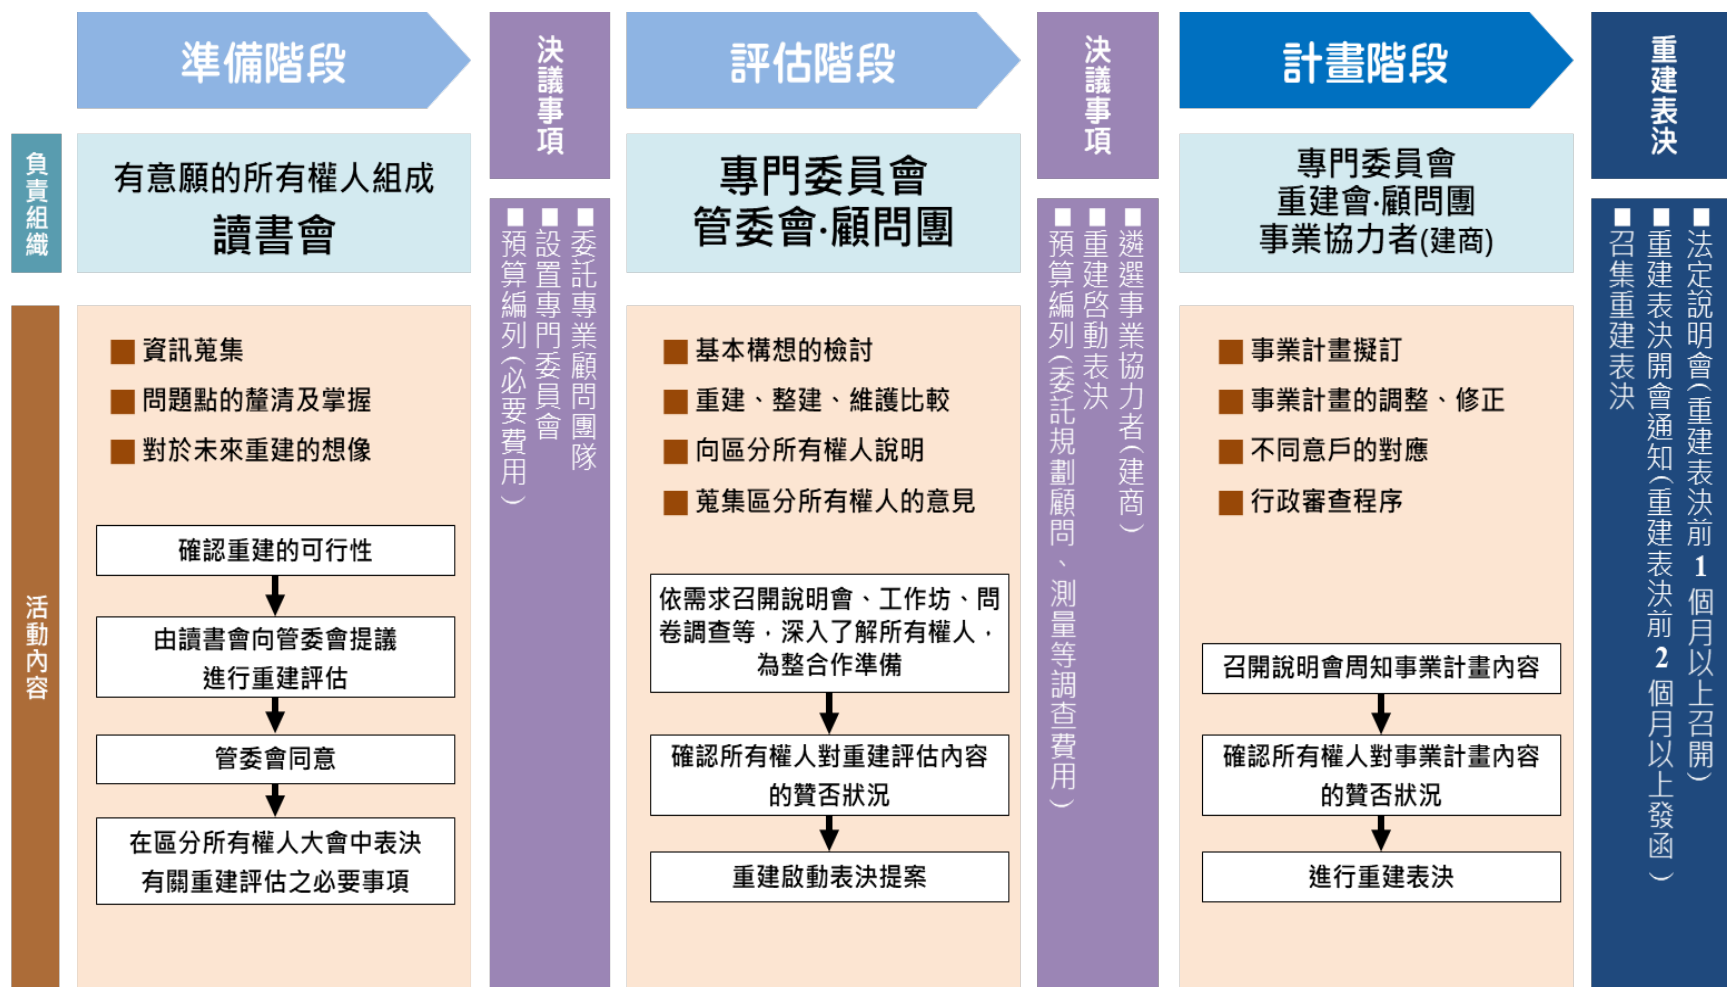 準備階段
決議事項
評估階段
決議事項
計畫階段
重建表決
負責組織
有意願的所有權人組成
讀書會
專門委員會
管委會·顧問團
專門委員會
重建會·顧問團
事業協力者(建商)
活動內容
■ 資訊蒐集
■ 問題點的釐清及掌握
■ 對於未來重建的想像
確認重建的可行性
由讀書會向管委會提議
進行重建評估
管委會同意
在區分所有權人大會中表決
有關重建評估之必要事項
■委託專業顧問團隊
■設置專門委員會
■預算編列(必要費用)
■ 基本構想的檢討
■ 重建、整建、維護比較
■ 向區分所有權人說明
■ 蒐集區分所有權人的意見
依需求召開說明會、工作坊、問
卷調查等，深入了解所有權人，
為整合作準備
確認所有權人對重建評估內容
的贊否狀況
重建啟動表決提案
■遴選事業協力者(建商)
■重建啓動表決
■預算編列(委託規劃顧問、測量等調查費用)
■ 事業計畫擬訂
■ 事業計畫的調整、修正
■ 不同意戶的對應
■ 行政審查程序
召開說明會周知事業計畫內容
確認所有權人對事業計畫內容
的贊否狀況
進行重建表決
■法定說明會(重建表決前1個月以上召開)
■重建表決開會通知(重建表決前2個月以上發函)
■召集重建表決